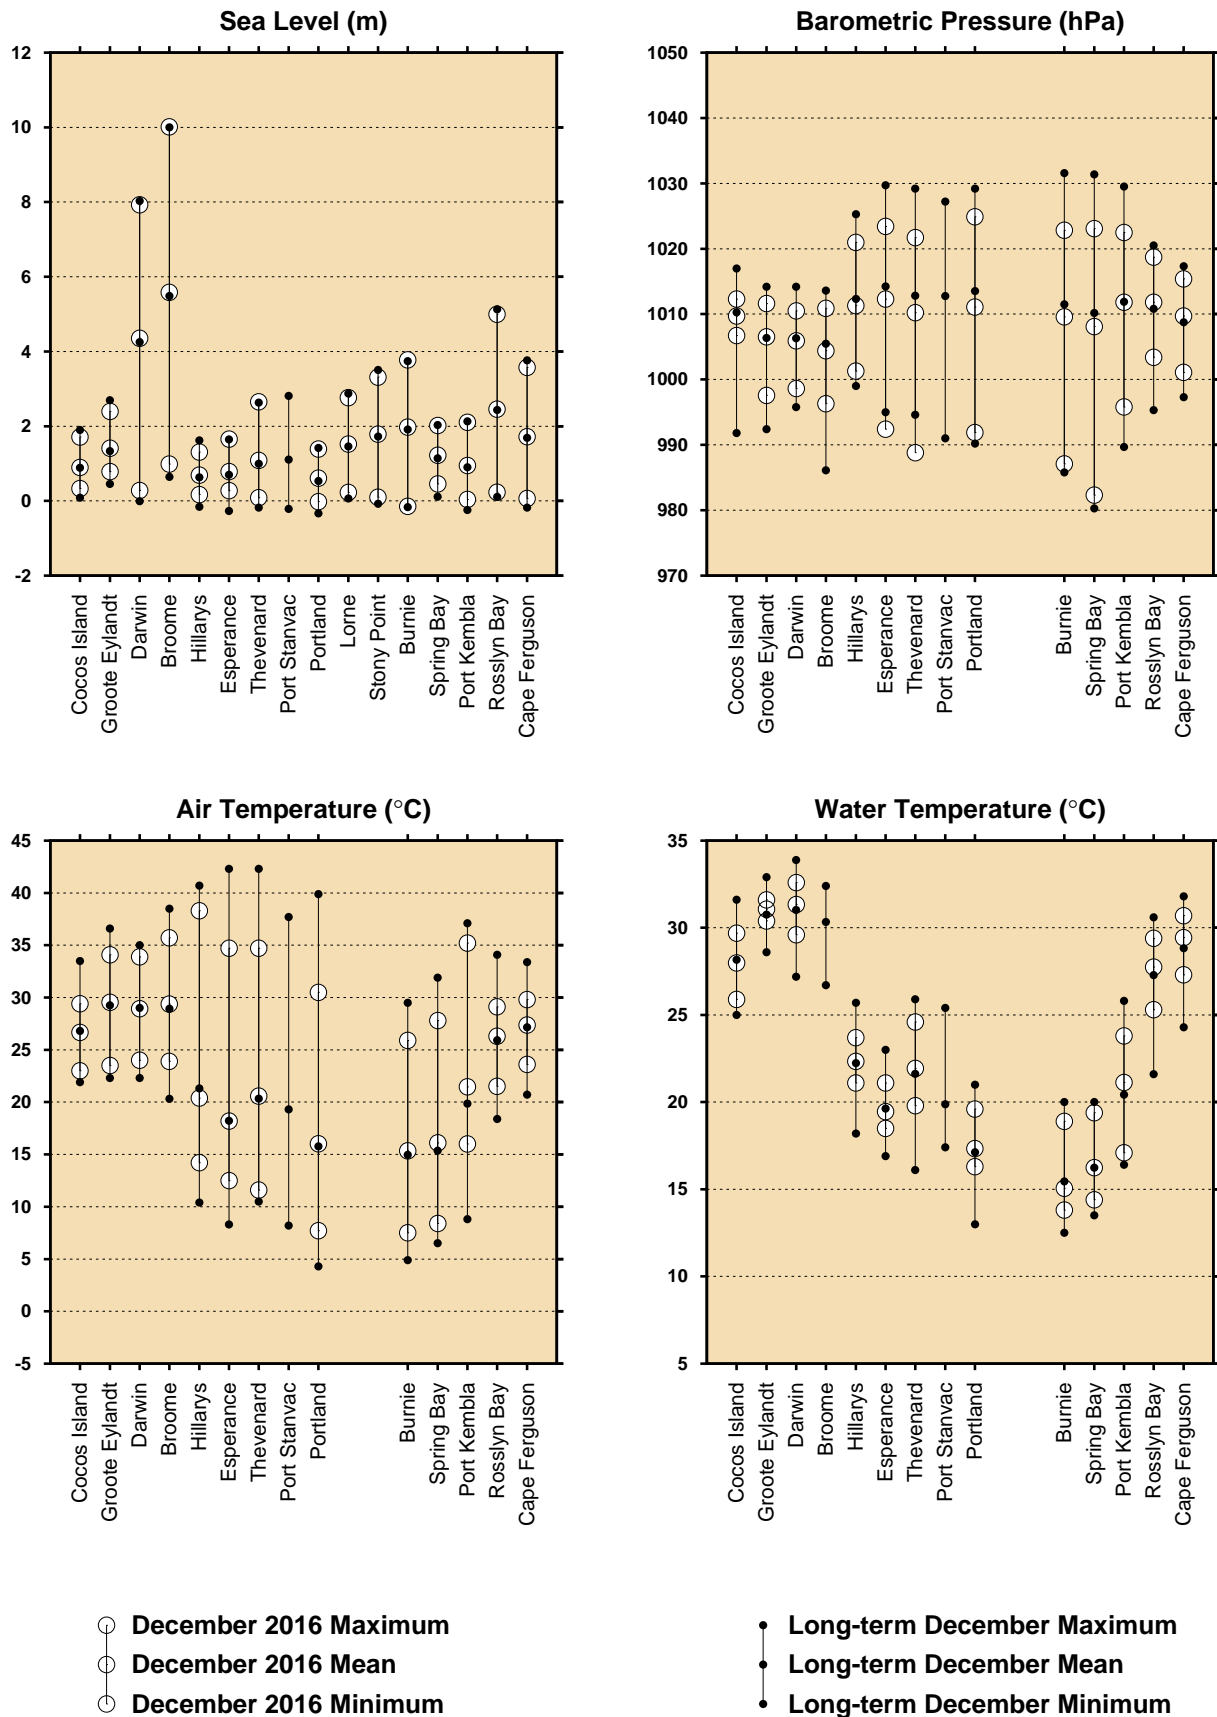 Sea Level (m)
12
10
8
6
4
2
0
-2
Cocos Island
Groote Eylandt
Darwin
Broome
Hillarys
Esperance
Thevenard
Port Stanvac
Portland
Lorne
Stony Point
Burnie
Spring Bay
Port Kembla
Rosslyn Bay
Cape Ferguson
Barometric Pressure (hPa)
1050
1040
1030
1020
1010
1000
990
980
970
Cocos Island
Groote Eylandt
Darwin
Broome
Hillarys
Esperance
Thevenard
Port Stanvac
Portland
Burnie
Spring Bay
Port Kembla
Rosslyn Bay
Cape Ferguson
Air Temperature (°C)
45
40
35
30
25
20
15
10
5
0
-5
Cocos Island
Groote Eylandt
Darwin
Broome
Hillarys
Esperance
Thevenard
Port Stanvac
Portland
Burnie
Spring Bay
Port Kembla
Rosslyn Bay
Cape Ferguson
Water Temperature (°C)
35
30
25
20
15
10
5
Cocos Island
Groote Eylandt
Darwin
Broome
Hillarys
Esperance
Thevenard
Port Stanvac
Portland
Burnie
Spring Bay
Port Kembla
Rosslyn Bay
Cape Ferguson
December 2016 Maximum
December 2016 Mean
December 2016 Minimum
Long-term December Maximum
Long-term December Mean
Long-term December Minimum